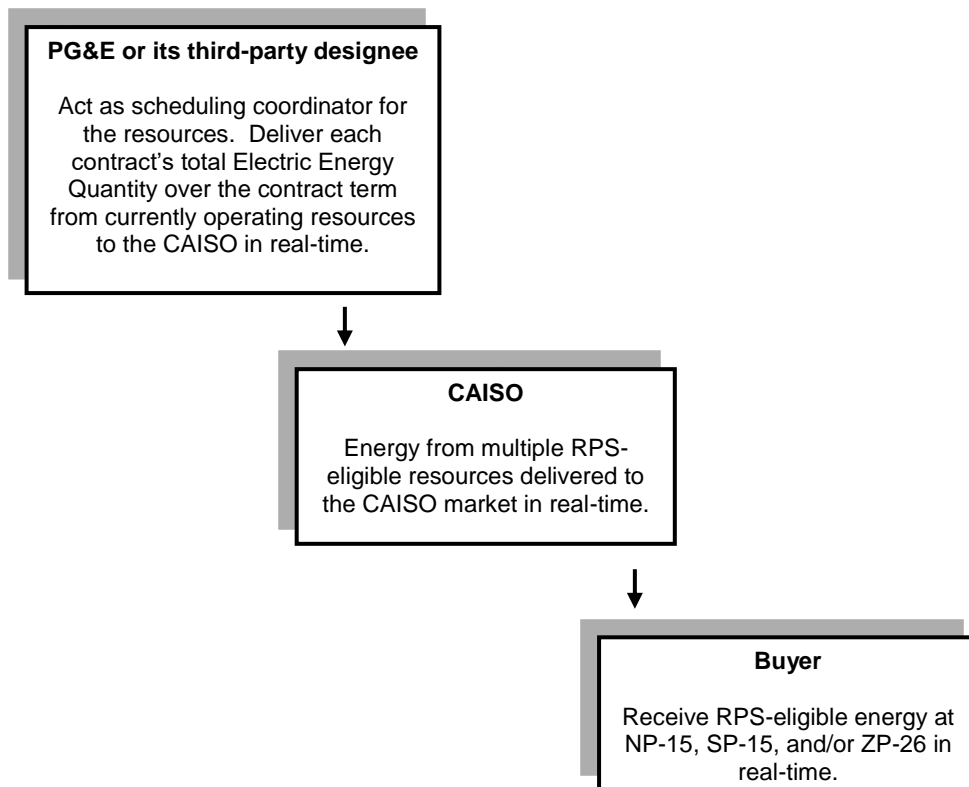 PG&E or its third-party designee
Act as scheduling coordinator for
the resources.  Deliver each
contract's total Electric Energy
Quantity over the contract term
from currently operating resources
to the CAISO in real-time.
CAISO
Energy from multiple RPS-
eligible resources delivered to
the CAISO market in real-time.
Buyer
Receive RPS-eligible energy at
NP-15, SP-15, and/or ZP-26 in
real-time.